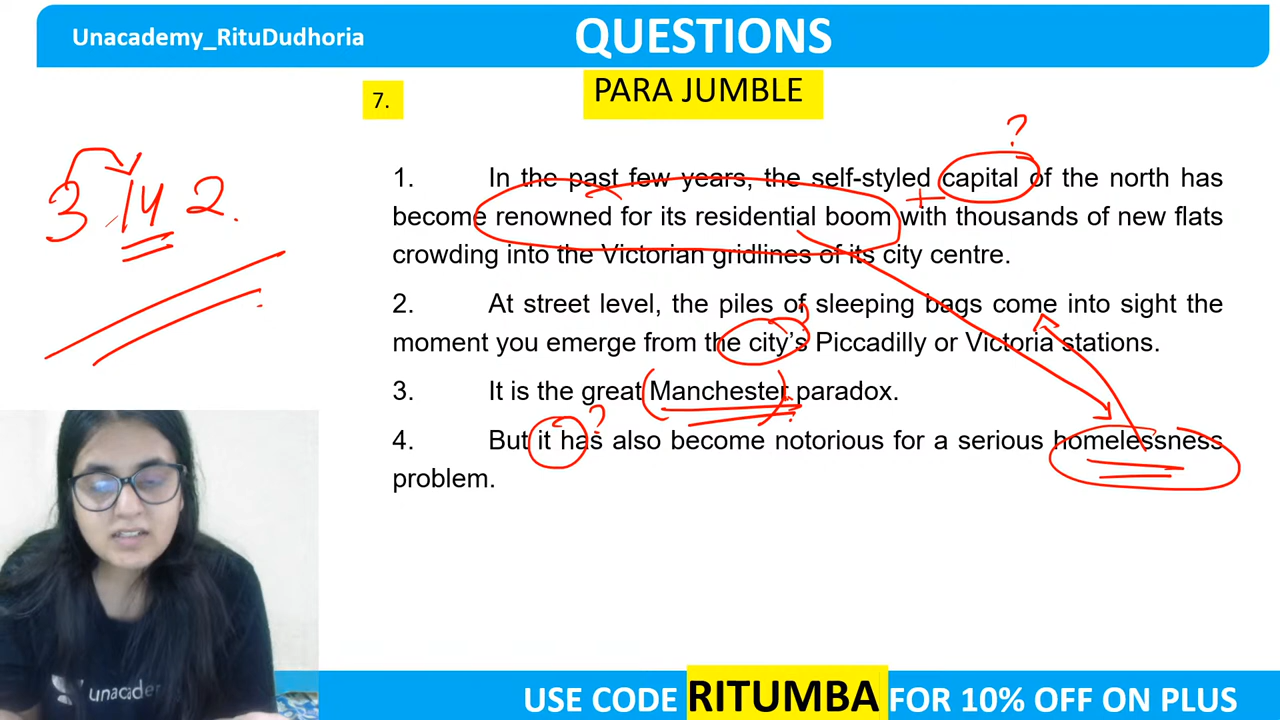 Unacademy_RituDudhoria
QUESTIONS
PARA JUMBLE
7.
3 14 2.
?
1. In the past few years, the self-styled capital of the north has
+
become renowned for its residential boom with thousands of new flats
crowding into the Victorian gridlines of its city centre.
2. At street level, the piles of sleeping bags come into sight the
?
moment you emerge from the city's Piccadilly or Victoria stations.
3. It is the great Manchester paradox.
?
4. But it has also become notorious for a serious homelessness
problem.
unacadem
USE CODE RITUMBA FOR 10% OFF ON PLUS